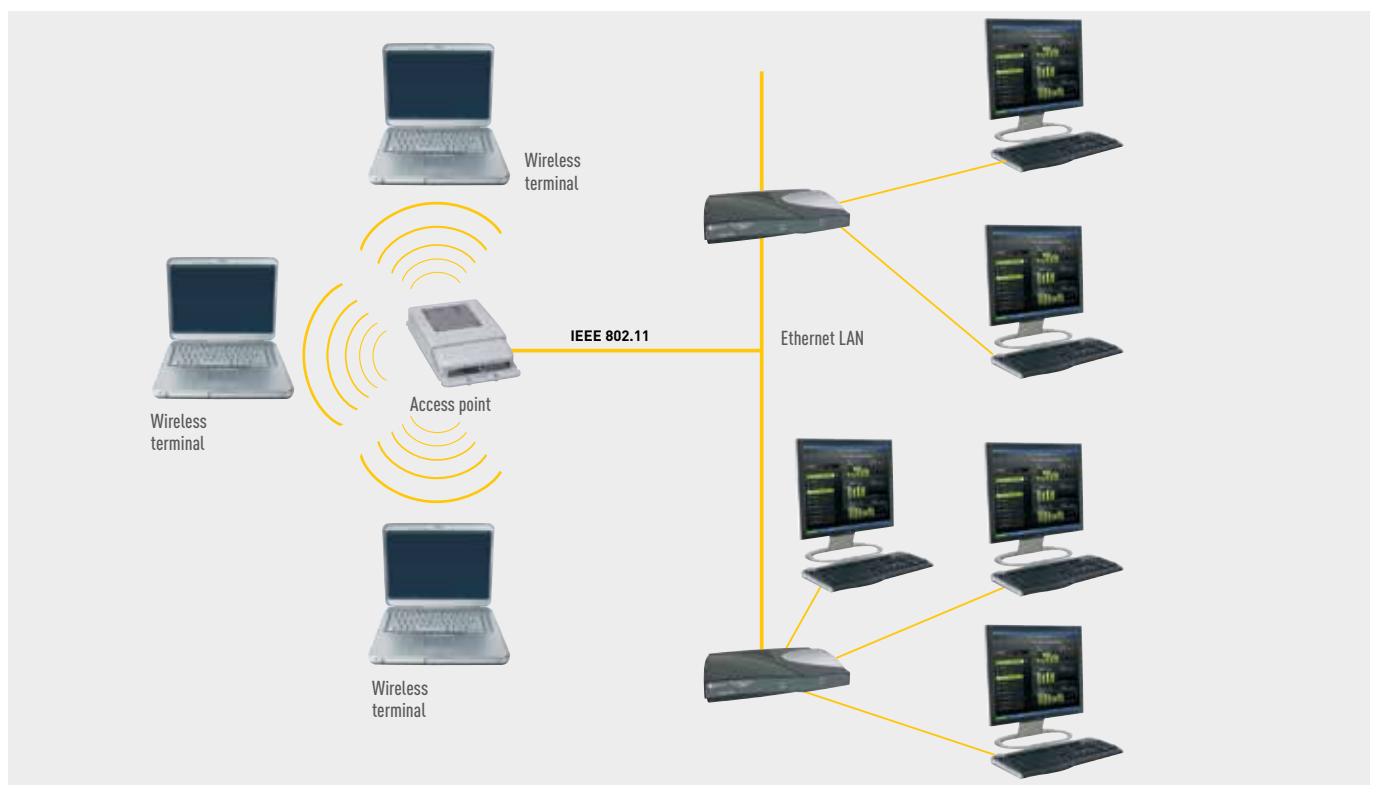 Wireless
terminal
IEEE 802.11
Ethernet LAN
Access point
Wireless
terminal
Wireless
terminal